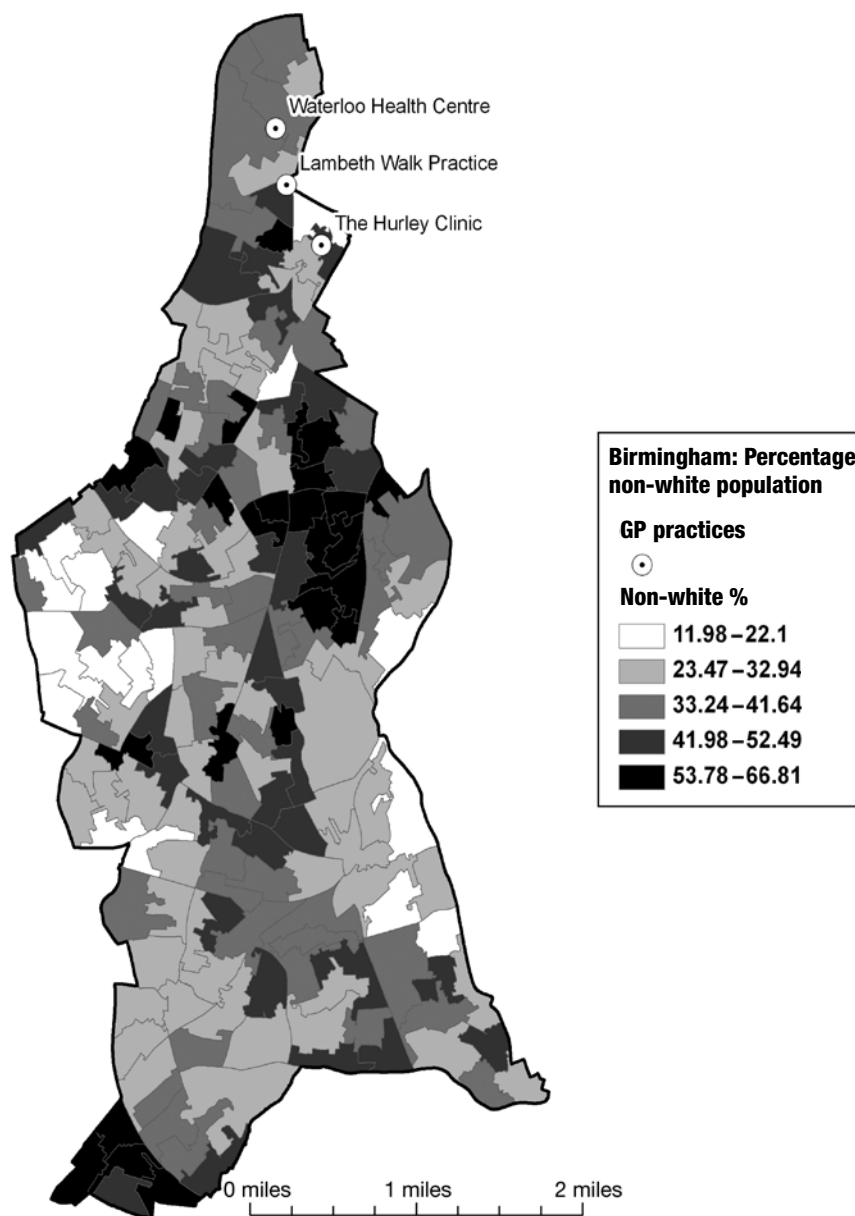 Waterloo Health Centre
Lambeth Walk Practice
The Hurley Clinic
Birmingham: Percentage
non-white population
GP practices
Non-white %
11.98–22.1
23.47–32.94
33.24–41.64
41.98–52.49
53.78–66.81
0 miles 1 miles 2 miles